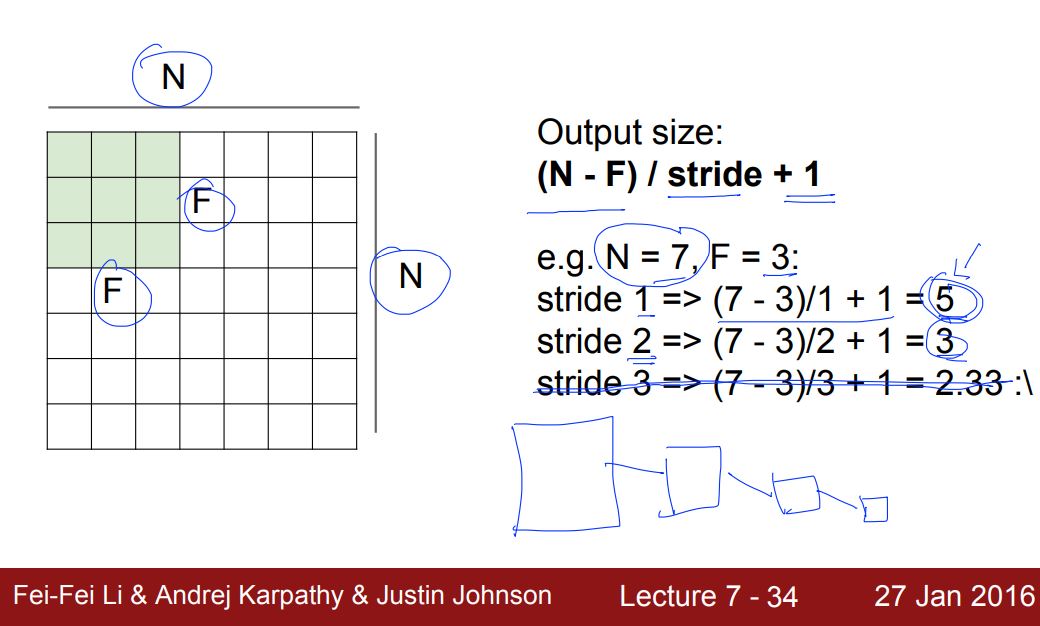 N
F
F
N
Output size:
(N - F) / stride + 1
e.g. N = 7, F = 3:
stride 1 => (7 - 3)/1 + 1 = 5
stride 2 => (7 - 3)/2 + 1 = 3
stride 3 => (7 - 3)/3 + 1 = 2.33 :\
Fei-Fei Li & Andrej Karpathy & Justin Johnson
Lecture 7 - 34
27 Jan 2016